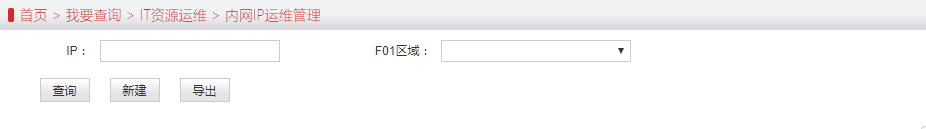 首页 > 我要查询 > IT资源运维 > 内网IP运维管理
IP： F01区域：
查询 新建 导出